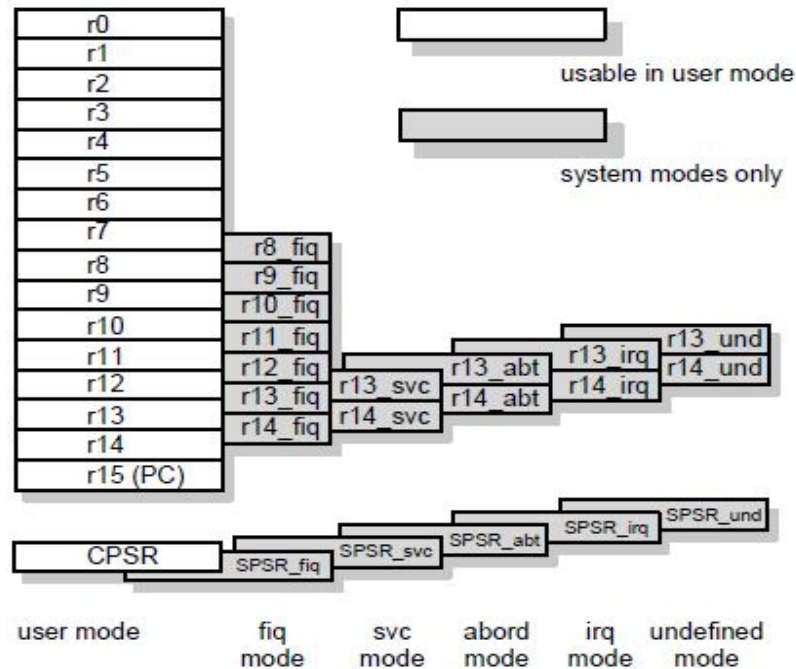 r0
r1
r2
r3
r4
r5
r6
r7
r8
r9
r10
r11
r12
r13
r14
r15 (PC)
usable in user mode
system modes only
r8_fiq
r9_fiq
r10_fiq
r11_fiq
r12_fiq
r13_fiq
r14_fiq
r13_svc
r14_svc
r13_abt
r14_abt
r13_irq
r14_irq
r13_und
r14_und
CPSR
SPSR_fiq
SPSR_svc
SPSR_abt
SPSR_irq
SPSR_und
user mode
fiq
mode
svc
mode
abord
mode
irq
mode
undefined
mode